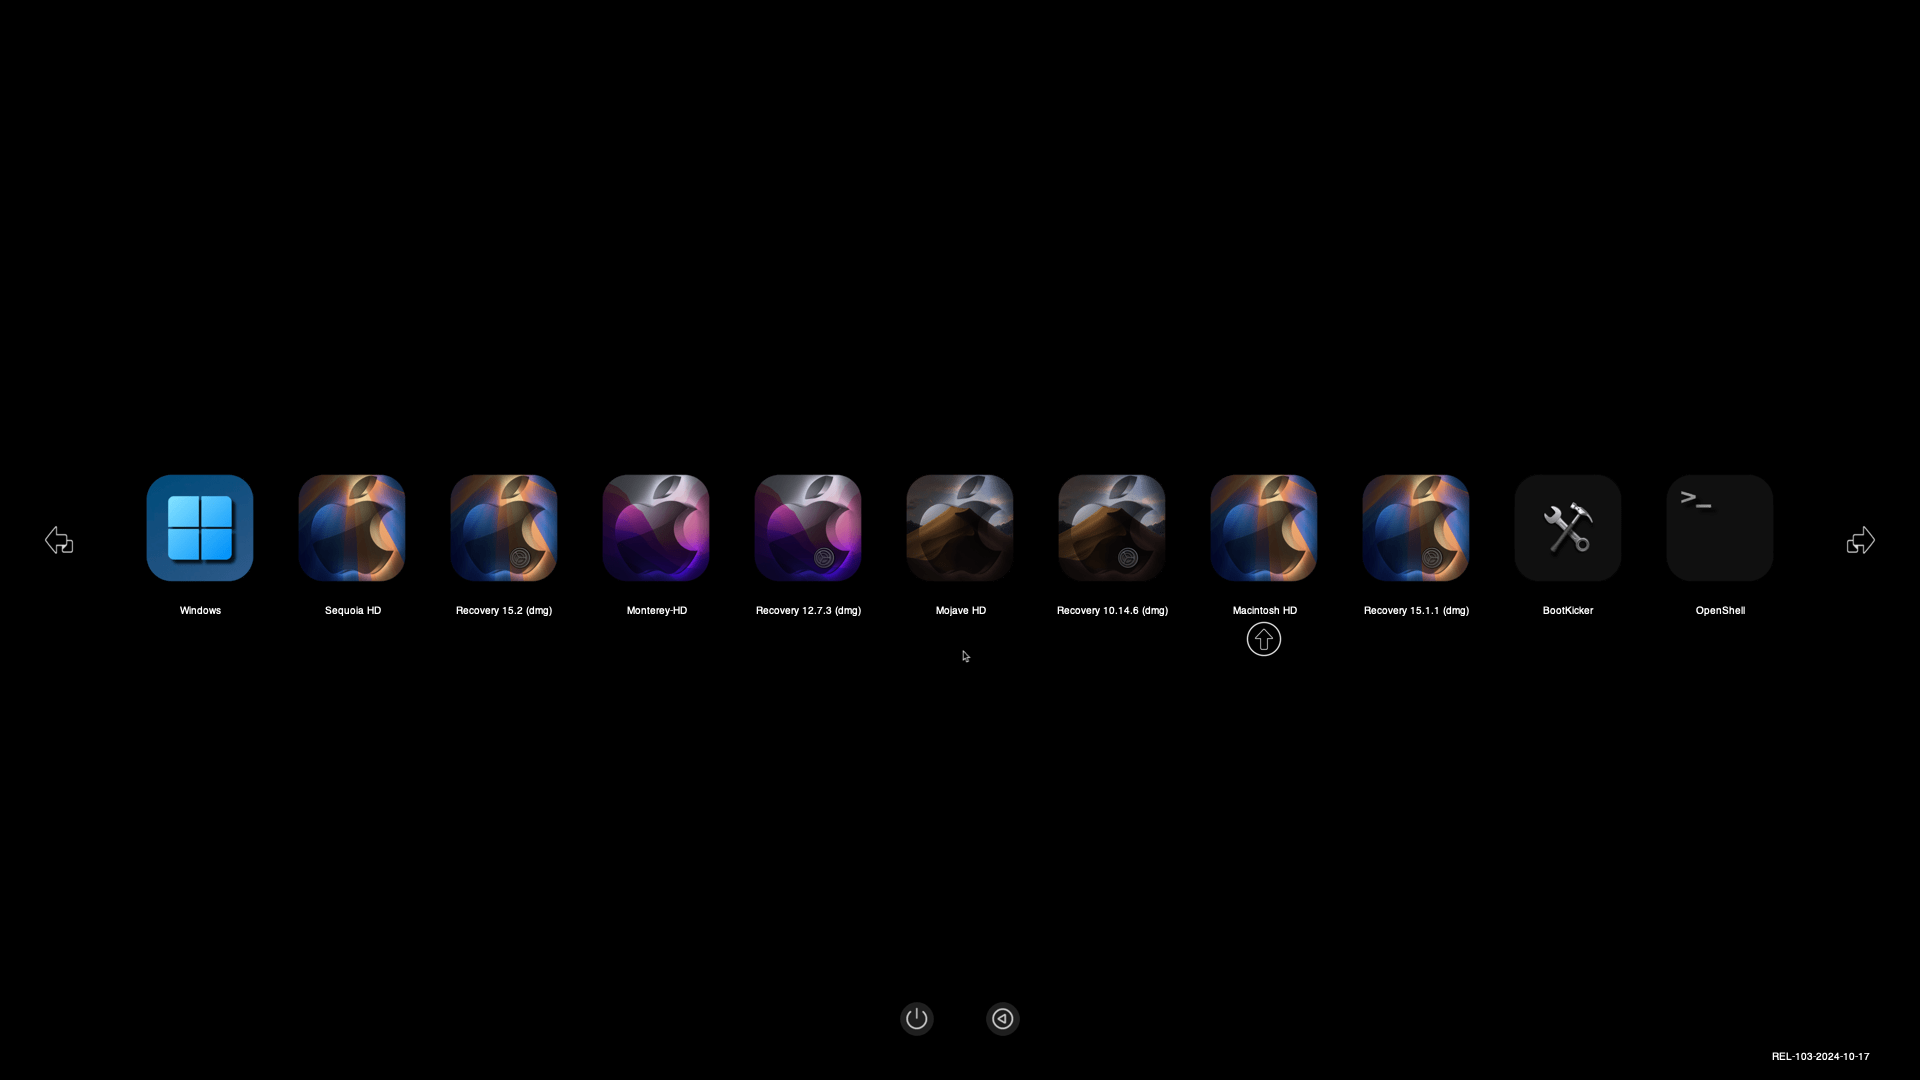 >_
Windows
Sequoia HD
Recovery 15.2 (dmg)
Monterey-HD
Recovery 12.7.3 (dmg)
Mojave HD
Recovery 10.14.6 (dmg)
Macintosh HD
Recovery 15.1.1 (dmg)
BootKicker
OpenShell
REL-103-2024-10-17